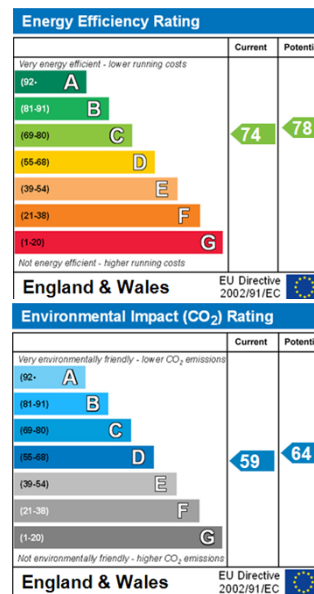 Energy Efficiency Rating
Current Potenti
Very energy efficient - lower running costs
(92- A
(81-91) B
(69-80) C
(55-68) D
(39-54) E
(21-38) F
(1-20) G
74
78
Not energy efficient - higher running costs
England & Wales
EU Directive
2002/91/EC
Environmental Impact (CO₂) Rating
Current Potenti
Very environmentally friendly - lower CO₂ emissions
(92- A
(81-91) B
(69-80) C
(55-68) D
(39-54) E
(21-38) F
(1-20) G
59
64
Not environmentally friendly - higher CO₂ emissions
England & Wales
EU Directive
2002/91/EC